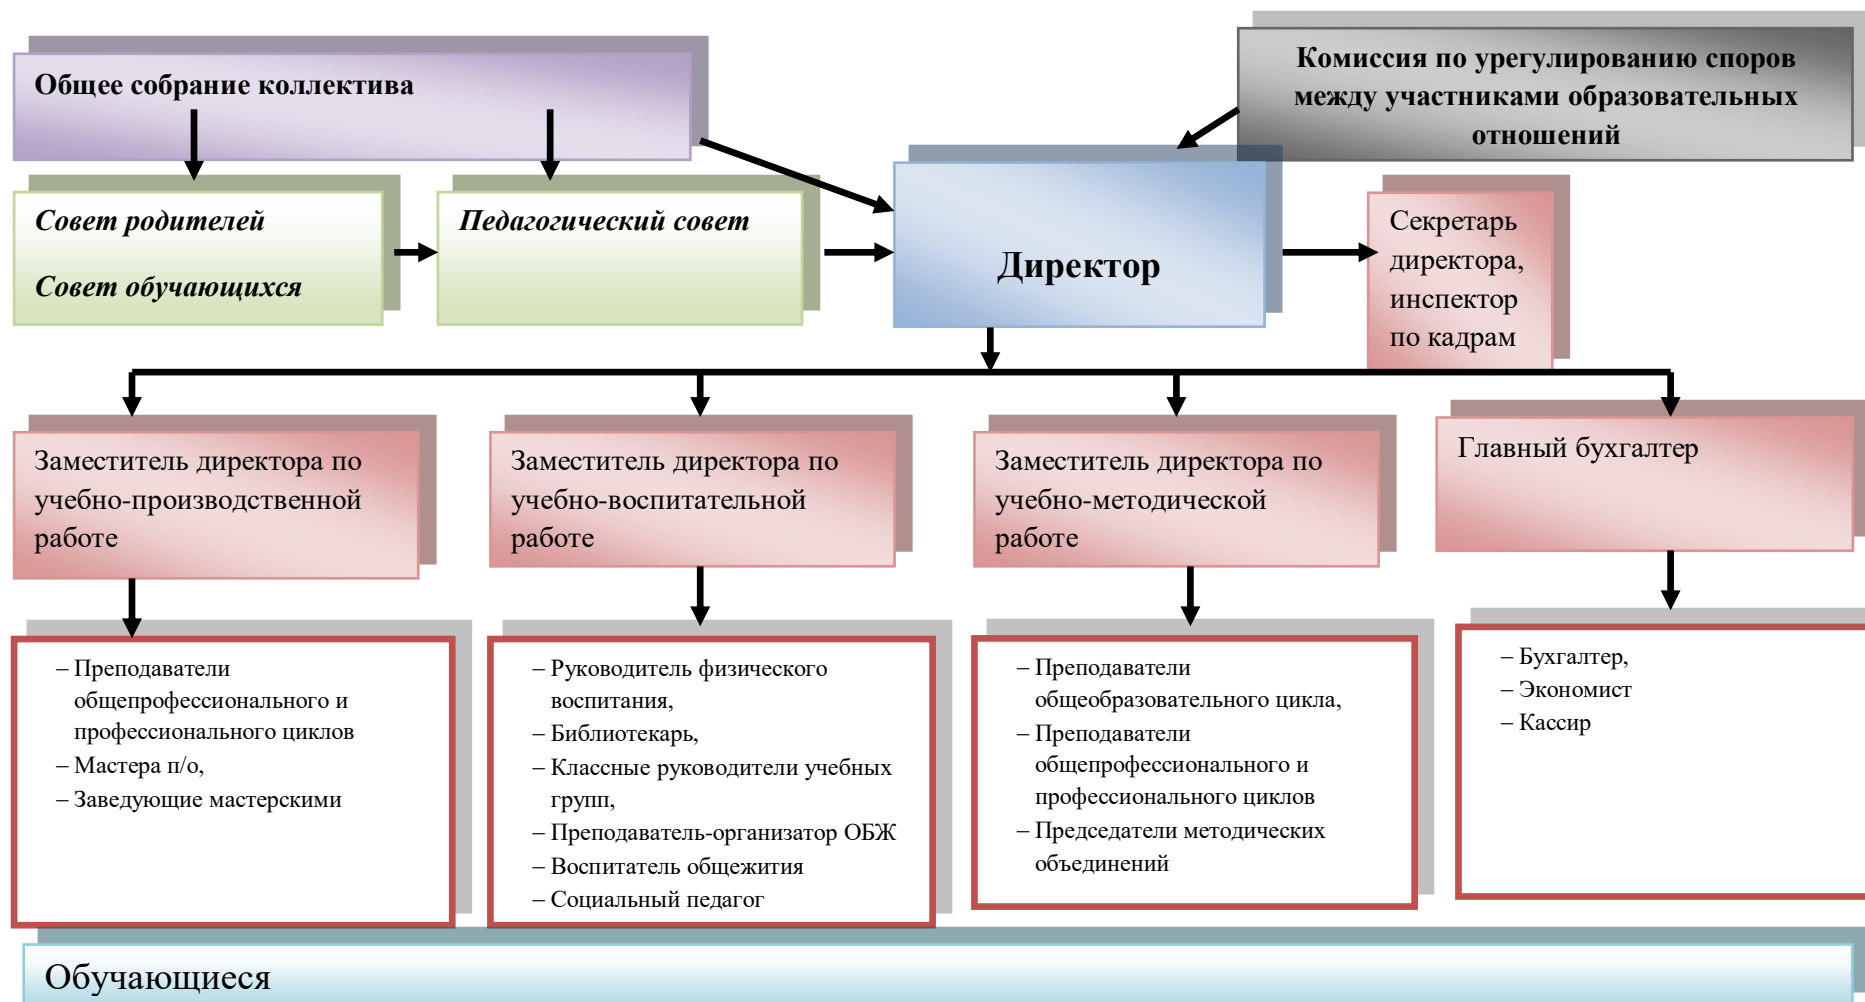 Общее собрание коллектива
Комиссия по урегулированию споров
между участниками образовательных
отношений
Совет родителей
Совет обучающихся
Педагогический совет
Директор
Секретарь
директора,
инспектор
по кадрам
Заместитель директора по
учебно-производственной
работе
Заместитель директора по
учебно-воспитательной
работе
Заместитель директора по
учебно-методической
работе
Главный бухгалтер
– Преподаватели
общепрофессионального и
профессионального циклов
– Мастера п/о,
– Заведующие мастерскими
– Руководитель физического
воспитания,
– Библиотекарь,
– Классные руководители учебных
групп,
– Преподаватель-организатор ОБЖ
– Воспитатель общежития
– Социальный педагог
– Преподаватели
общеобразовательного цикла,
– Преподаватели
общепрофессионального и
профессионального циклов
– Председатели методических
объединений
– Бухгалтер,
– Экономист
– Кассир
Обучающиеся